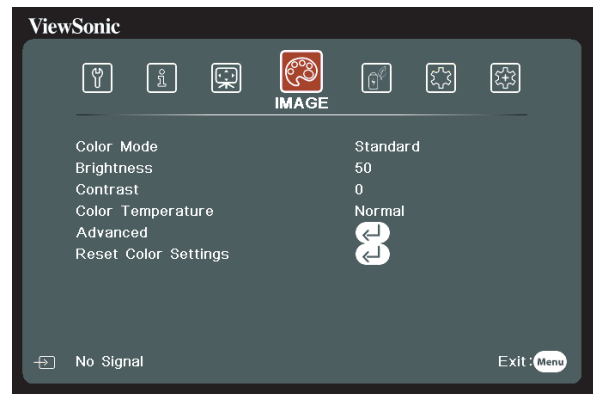 ViewSonic
IMAGE
Color Mode Standard
Brightness 50
Contrast 0
Color Temperature Normal
Advanced
Reset Color Settings
No Signal Exit: Menu